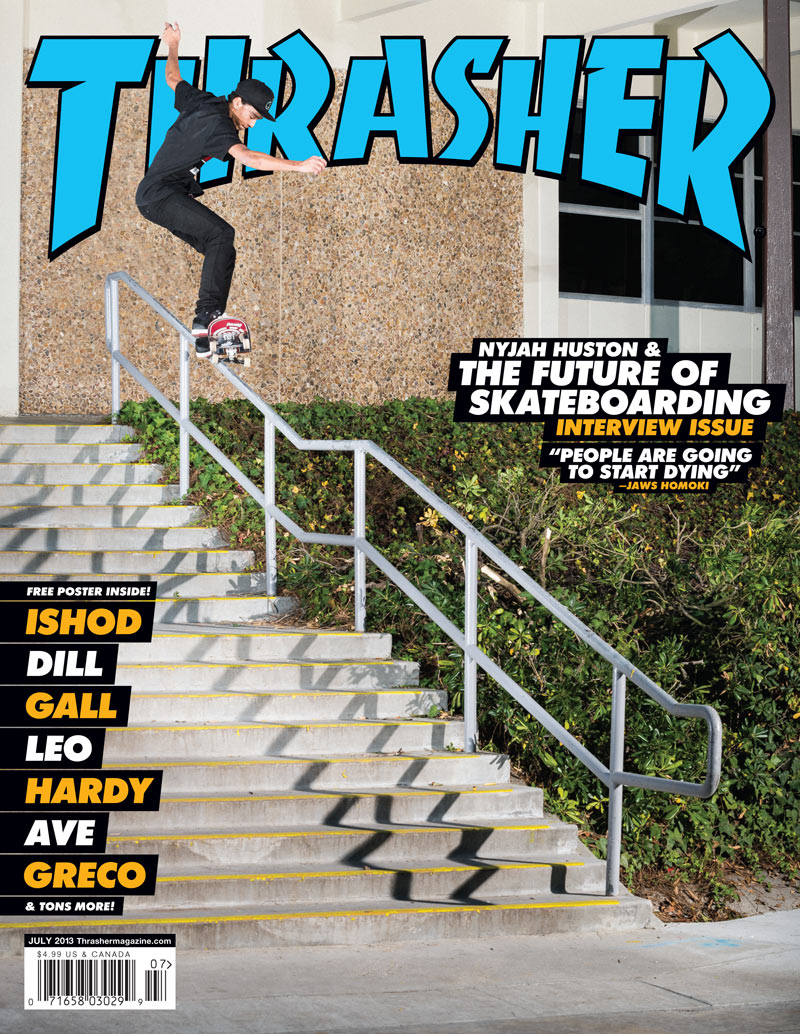 THRASHER
NYJAH HUSTON &
THE FUTURE OF
SKATEBOARDING
INTERVIEW ISSUE
“PEOPLE ARE GOING
TO START DYING”
–JAWS HOMOKI
FREE POSTER INSIDE!
ISHOD
DILL
GALL
LEO
HARDY
AVE
GRECO
& TONS MORE!
JULY 2013 Thrashermagazine.com
$4.99 US & CANADA
07>
0 71658 03029 9